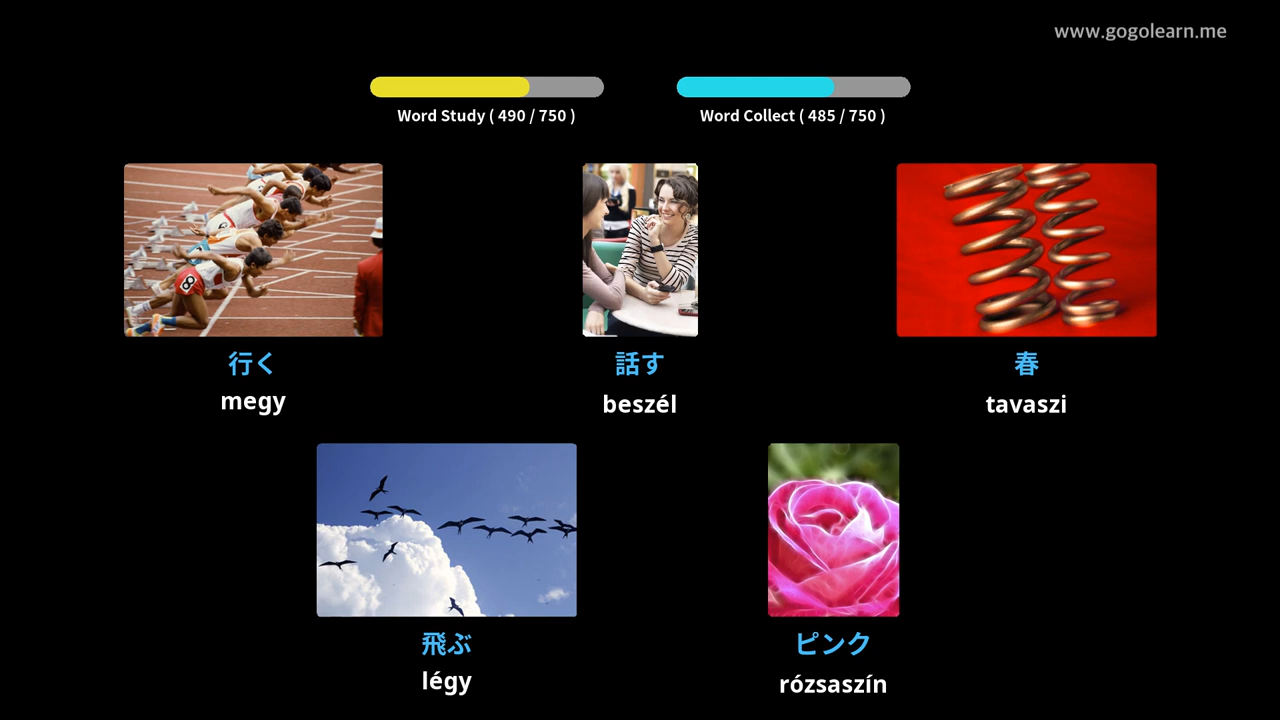 www.gogolearn.me
Word Study ( 490 / 750 )
Word Collect ( 485 / 750 )
行く
megy
話す
beszél
春
tavaszi
飛ぶ
légy
ピンク
rózsaszín